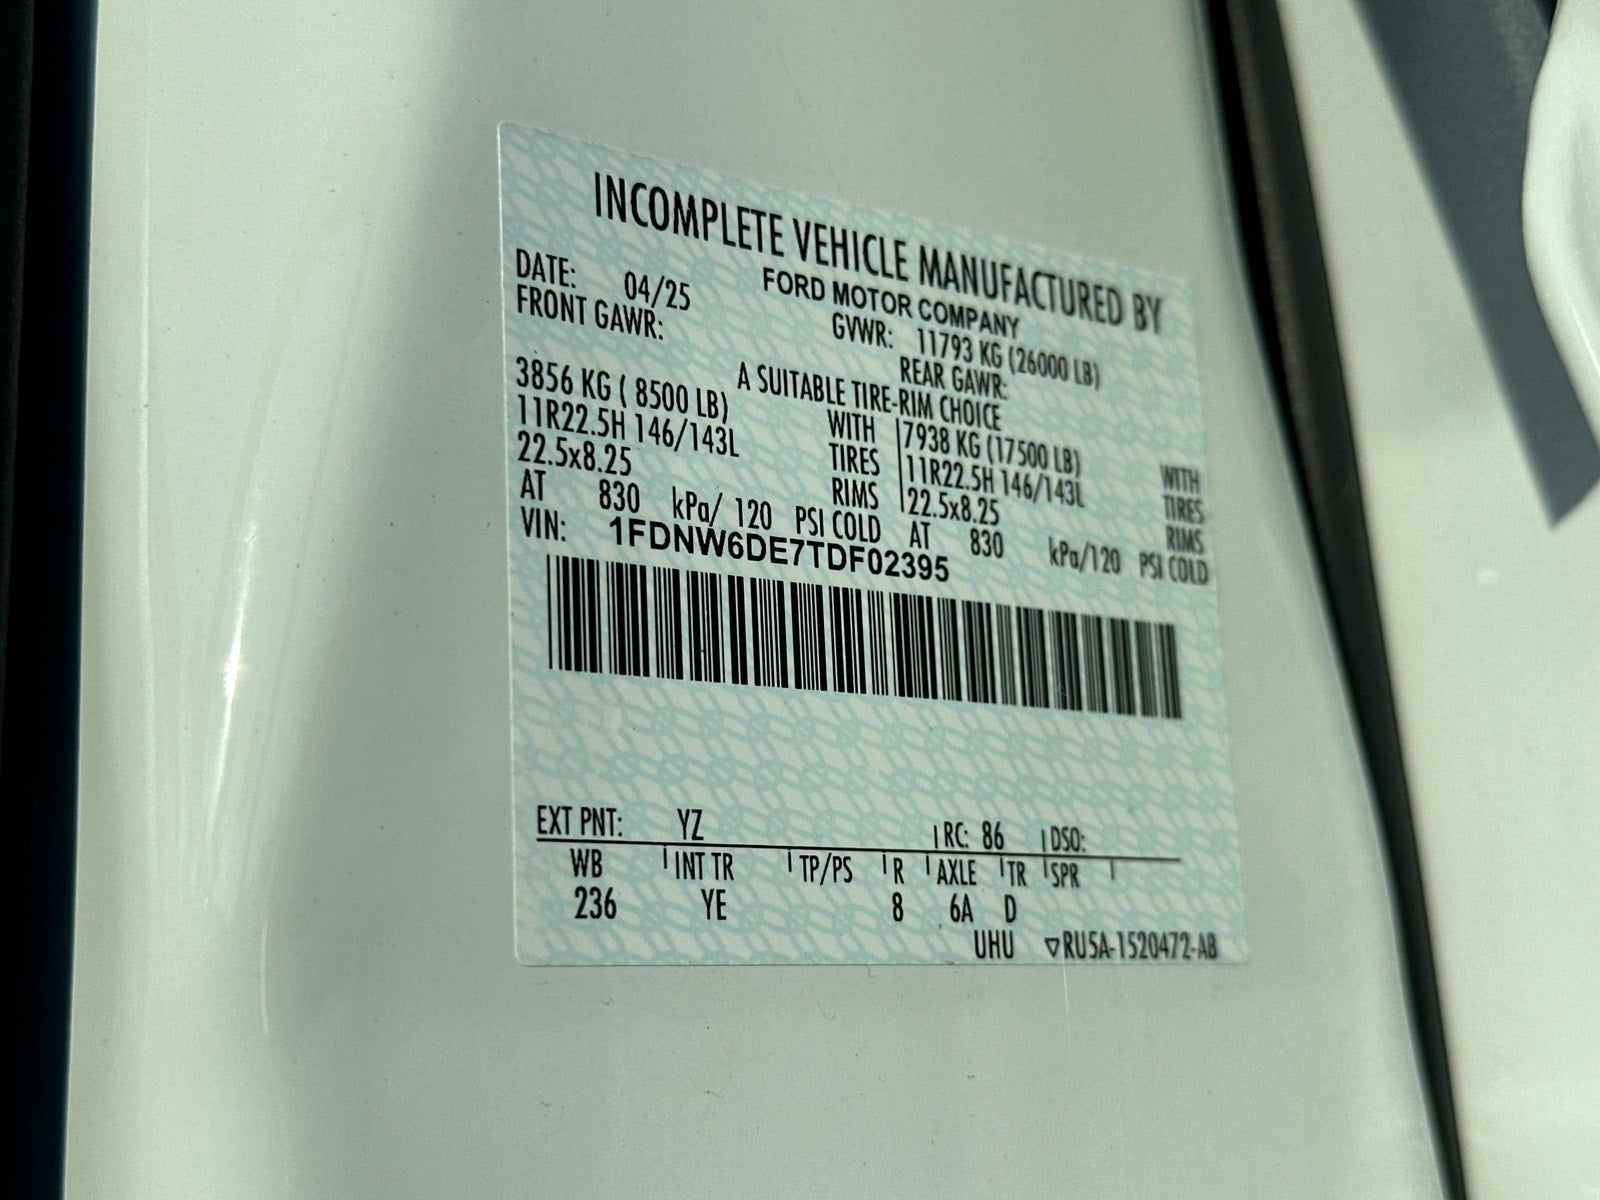 INCOMPLETE VEHICLE MANUFACTURED BY
FORD MOTOR COMPANY
DATE: 04/25 GVWR: 11793 KG (26000 LB)
FRONT GAWR: REAR GAWR:
A SUITABLE TIRE-RIM CHOICE
3856 KG ( 8500 LB) WITH 7938 KG (17500 LB) WITH
11R22.5H 146/143L TIRES 11R22.5H 146/143L TIRES
22.5x8.25 RIMS 22.5x8.25 RIMS
AT 830 kPa/ 120 PSI COLD AT 830 kPa/120 PSI COLD
VIN: 1FDNW6DE7TDF02395
EXT PNT: YZ RC: 86 DSO:
WB INT TR TP/PS R AXLE TR SPR
236 YE 8 6A D
UHU ▽RU5A-1520472-AB